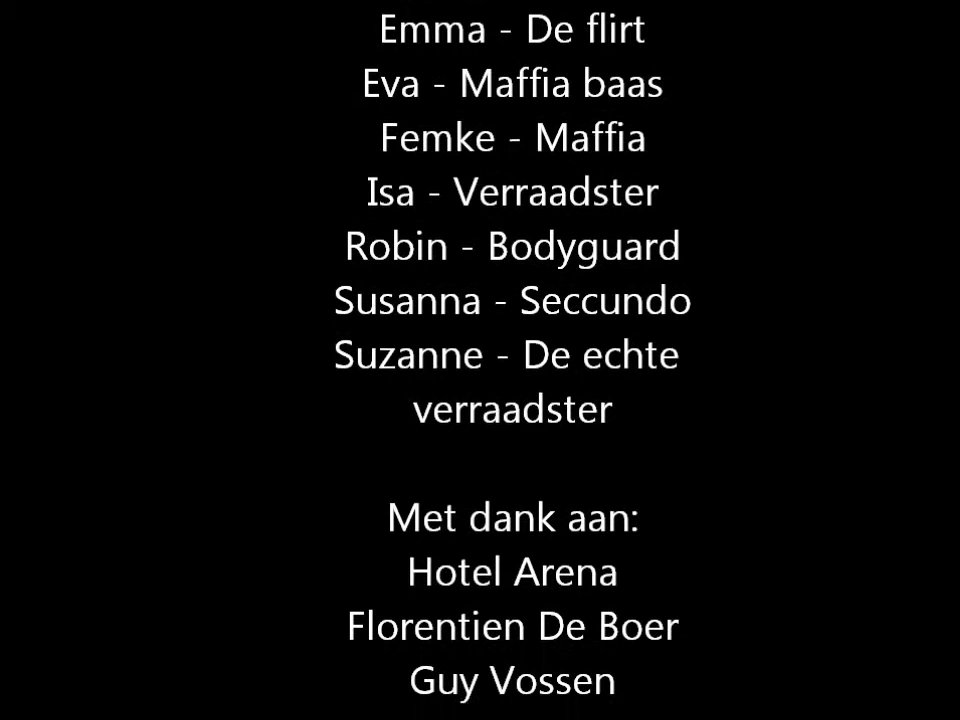 Emma - De flirt
Eva - Maffia baas
Femke - Maffia
Isa - Verraadster
Robin - Bodyguard
Susanna - Seccundo
Suzanne - De echte
verraadster
Met dank aan:
Hotel Arena
Florentien De Boer
Guy Vossen